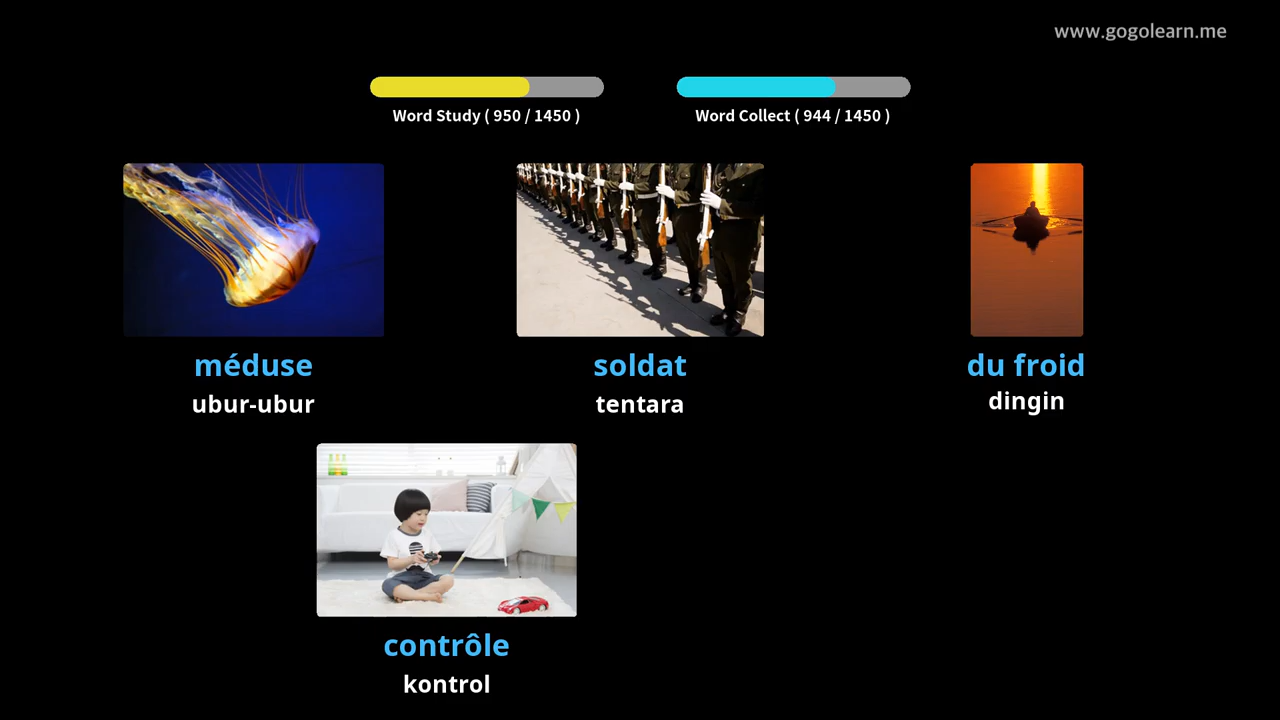 www.gogolearn.me
Word Study ( 950 / 1450 )
Word Collect ( 944 / 1450 )
méduse
ubur-ubur
soldat
tentara
du froid
dingin
contrôle
kontrol